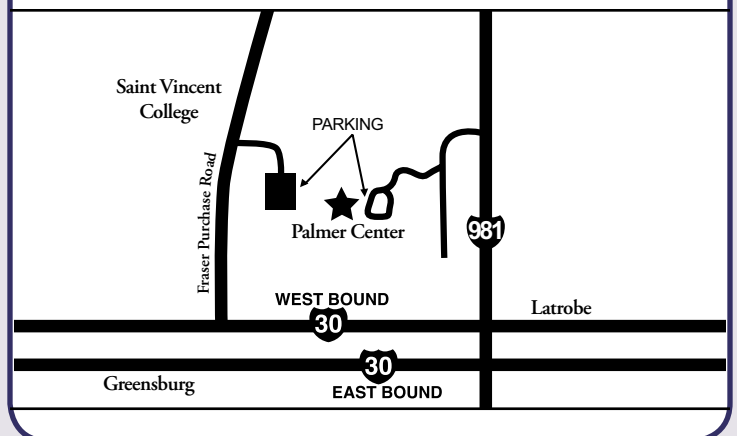 Saint Vincent
College
PARKING
Fraser Purchase Road
Palmer Center
981
WEST BOUND
30
Latrobe
30
Greensburg
EAST BOUND